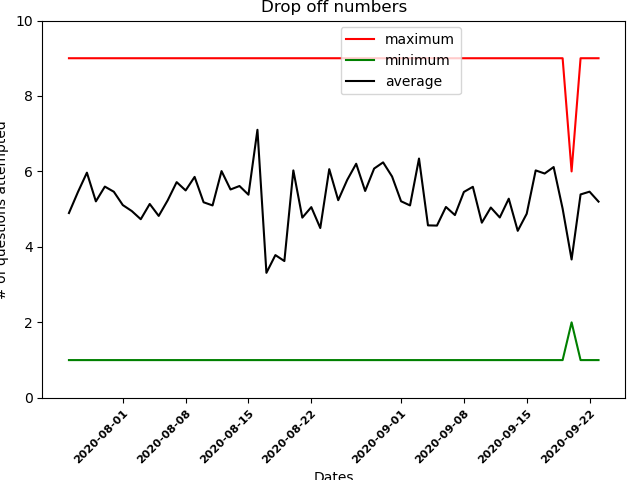 Drop off numbers
maximum
minimum
average
# of questions attempted
10
8
6
4
2
0
2020-08-01
2020-08-08
2020-08-15
2020-08-22
2020-09-01
2020-09-08
2020-09-15
2020-09-22
Dates